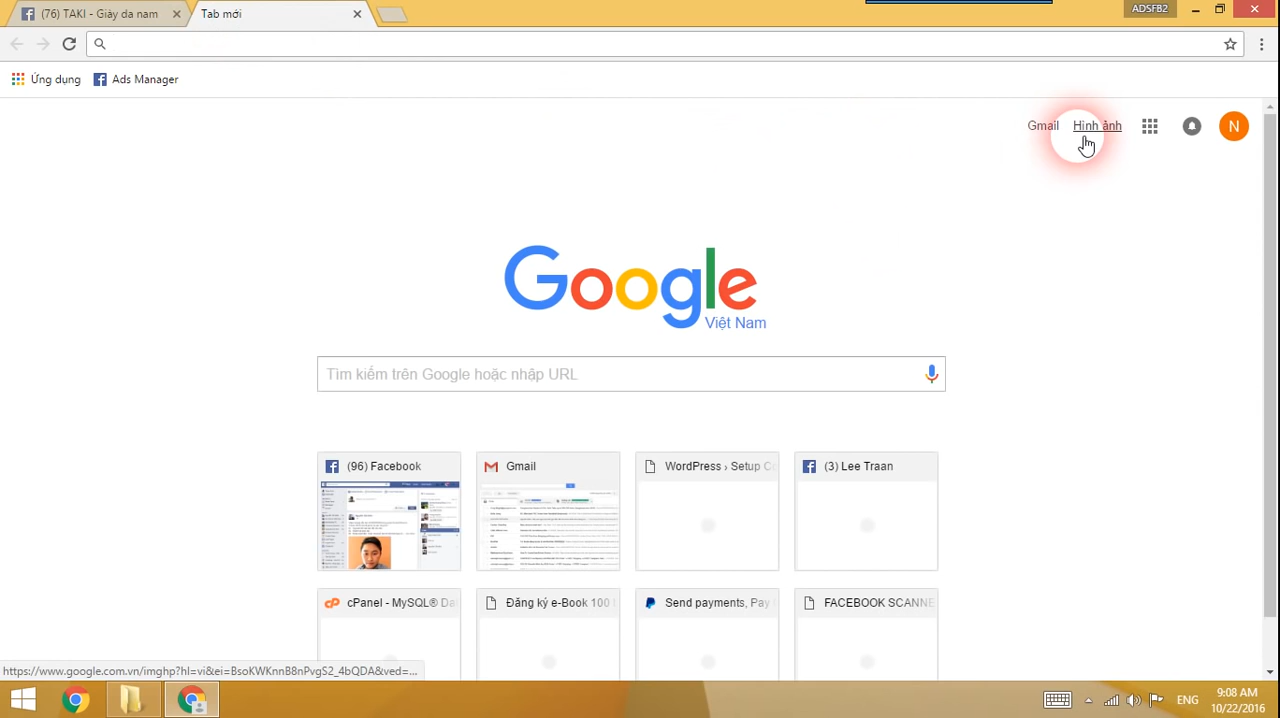 (76) TAKI - Giày da nam
Tab mới
ADSFB2
Ứng dụng
Ads Manager
Gmail
Hình ảnh
N
Google
Việt Nam
Tìm kiếm trên Google hoặc nhập URL
(96) Facebook
Gmail
WordPress › Setup Co
(3) Lee Traan
cPanel - MySQL® Da
Đăng ký e-Book 100
Send payments, Pay
FACEBOOK SCANNE
https://www.google.com.vn/imghp?hl=vi&ei=BsoKWKnnB8nPvgS2_4bQDA&ved=...
ENG
9:08 AM
10/22/2016